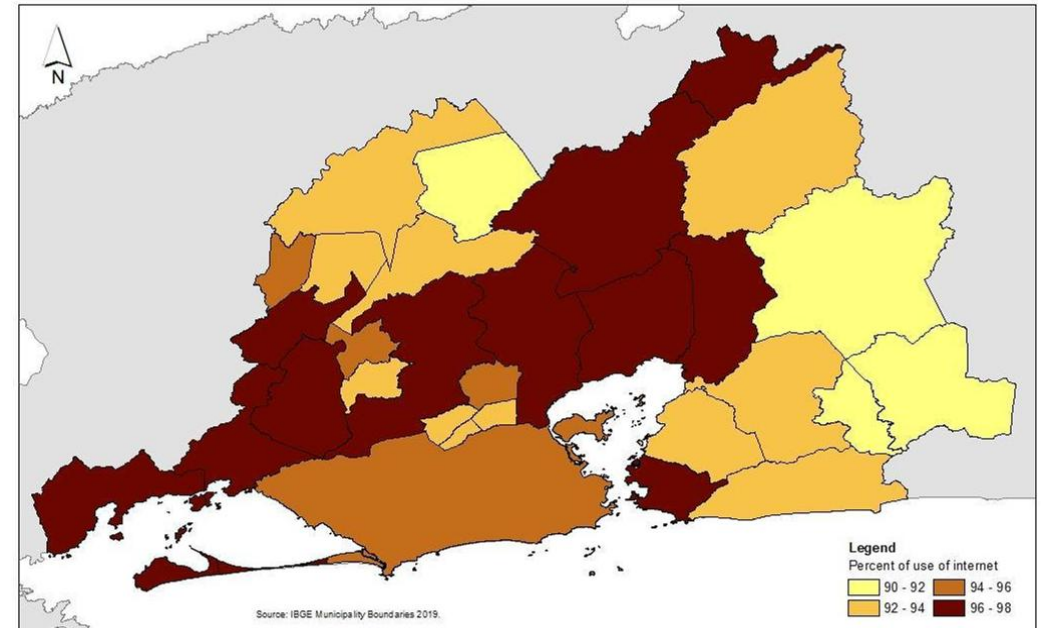 N
Legend
Percent of use of internet
90 - 92 94 - 96
92 - 94 96 - 98
Source: IBGE Municipality Boundaries 2019.